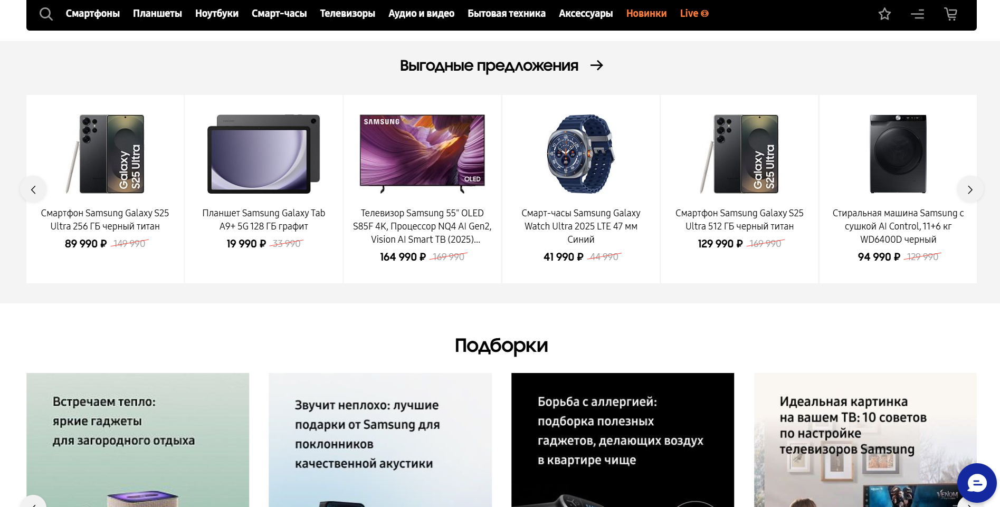 Смартфоны Планшеты Ноутбуки Смарт-часы Телевизоры Аудио и видео Бытовая техника Аксессуары Новинки Live
Выгодные предложения →
Galaxy
S25 Ultra
Смартфон Samsung Galaxy S25
Ultra 256 ГБ черный титан
89 990 ₽ 149 990
Планшет Samsung Galaxy Tab
A9+ 5G 128 ГБ графит
19 990 ₽ 33 990
SAMSUNG
OLED
Телевизор Samsung 55" OLED
S85F 4K, Процессор NQ4 AI Gen2,
Vision AI Smart ТВ (2025)...
164 990 ₽ 169 990
Смарт-часы Samsung Galaxy
Watch Ultra 2025 LTE 47 мм
Синий
41 990 ₽ 44 990
Galaxy
S25 Ultra
Смартфон Samsung Galaxy S25
Ultra 512 ГБ черный титан
129 990 ₽ 169 990
Стиральная машина Samsung с
сушкой AI Control, 11+6 кг
WD6400D черный
94 990 ₽ 129 990
Подборки
Встречаем тепло:
яркие гаджеты
для загородного отдыха
Звучит неплохо: лучшие
подарки от Samsung для
поклонников
качественной акустики
Борьба с аллергией:
подборка полезных
гаджетов, делающих воздух
в квартире чище
Идеальная картинка
на вашем ТВ: 10 советов
по настройке
телевизоров Samsung
VENOM